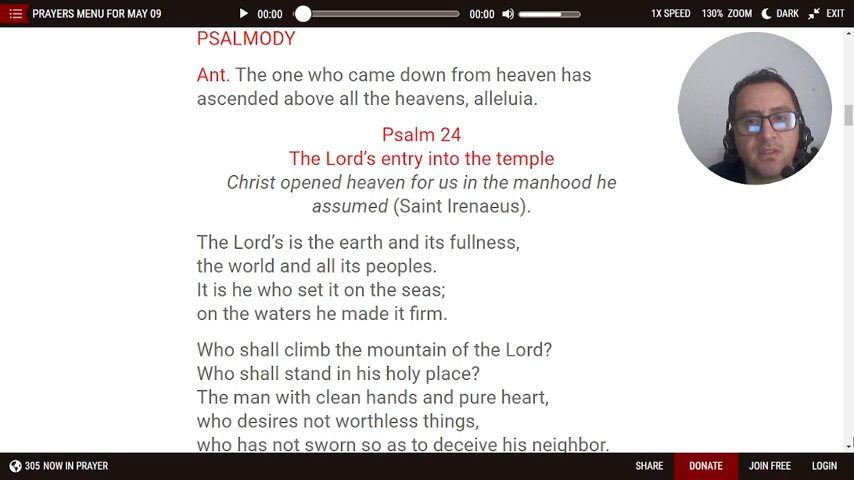 PRAYERS MENU FOR MAY 09 00:00 00:00 1X SPEED 130% ZOOM DARK EXIT
PSALMODY
Ant. The one who came down from heaven has
ascended above all the heavens, alleluia.
Psalm 24
The Lord's entry into the temple
Christ opened heaven for us in the manhood he
assumed (Saint Irenaeus).
The Lord's is the earth and its fullness,
the world and all its peoples.
It is he who set it on the seas;
on the waters he made it firm.
Who shall climb the mountain of the Lord?
Who shall stand in his holy place?
The man with clean hands and pure heart,
who desires not worthless things,
who has not sworn so as to deceive his neighbor.
305 NOW IN PRAYER SHARE DONATE JOIN FREE LOGIN